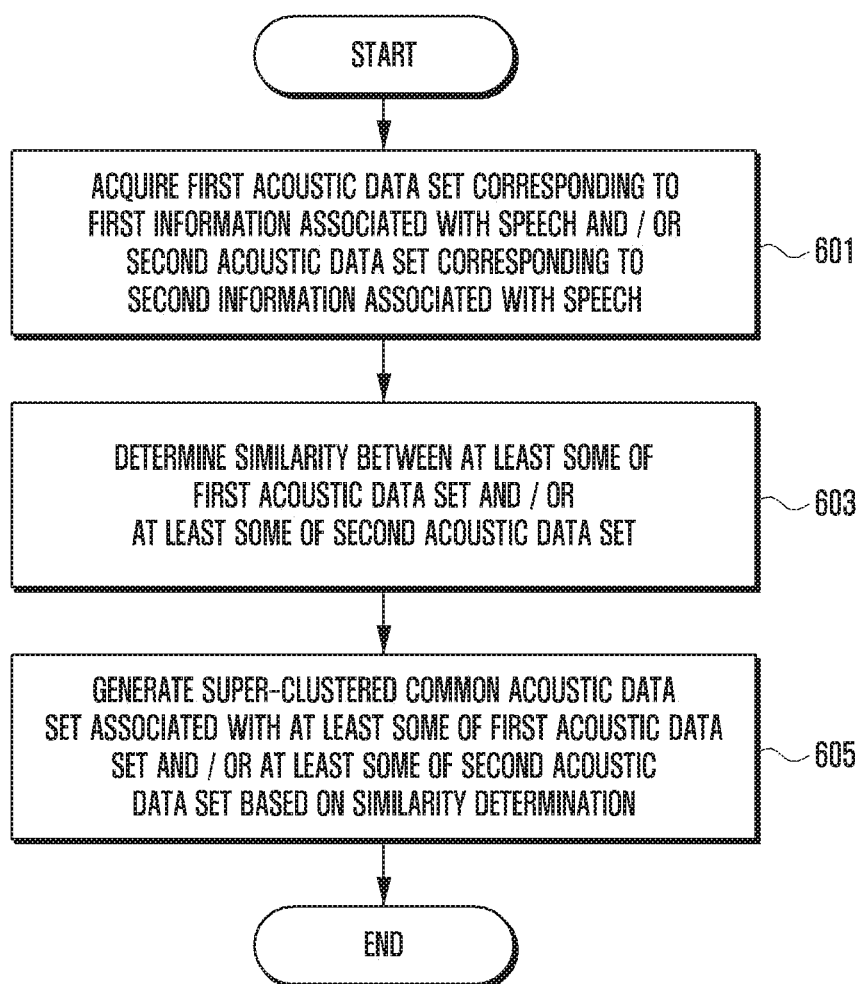 START
ACQUIRE FIRST ACOUSTIC DATA SET CORRESPONDING TO
FIRST INFORMATION ASSOCIATED WITH SPEECH AND / OR
SECOND ACOUSTIC DATA SET CORRESPONDING TO
SECOND INFORMATION ASSOCIATED WITH SPEECH
601
DETERMINE SIMILARITY BETWEEN AT LEAST SOME OF
FIRST ACOUSTIC DATA SET AND / OR
AT LEAST SOME OF SECOND ACOUSTIC DATA SET
603
GENERATE SUPER-CLUSTERED COMMON ACOUSTIC DATA
SET ASSOCIATED WITH AT LEAST SOME OF FIRST ACOUSTIC DATA
SET AND / OR AT LEAST SOME OF SECOND ACOUSTIC
DATA SET BASED ON SIMILARITY DETERMINATION
605
END